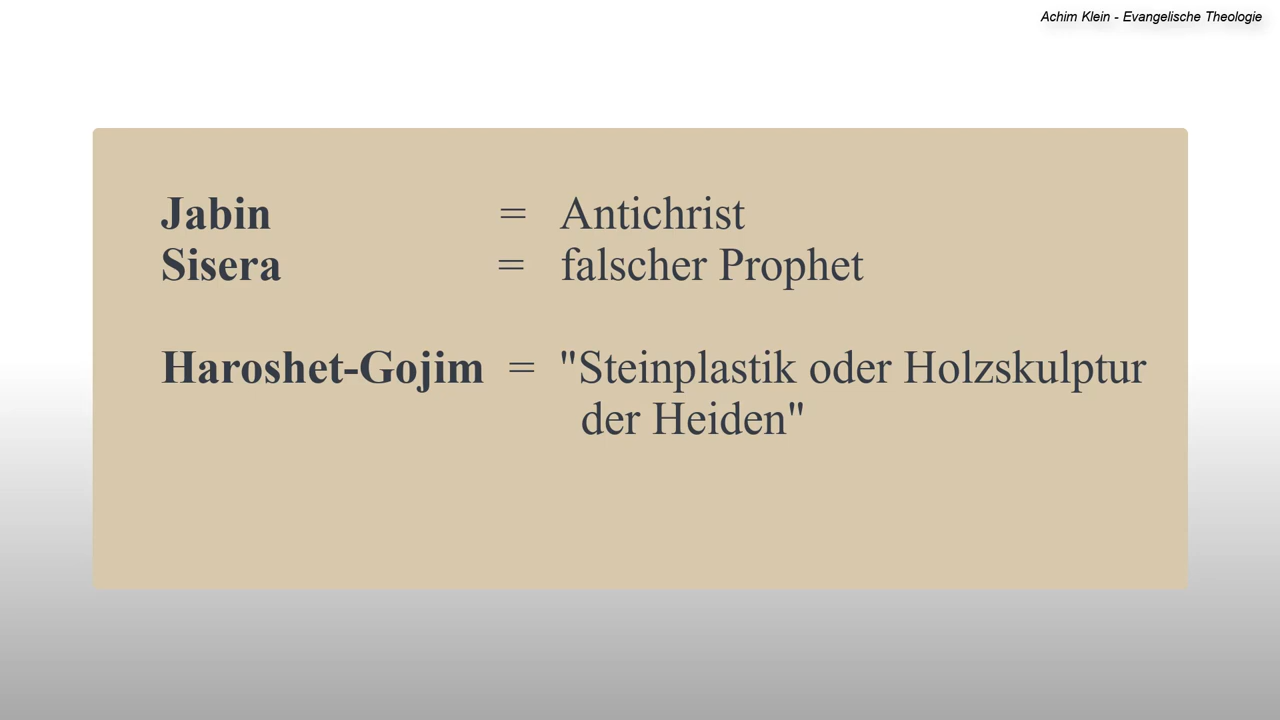 Achim Klein - Evangelische Theologie
Jabin = Antichrist
Sisera = falscher Prophet
Haroshet-Gojim = "Steinplastik oder Holzskulptur
der Heiden"